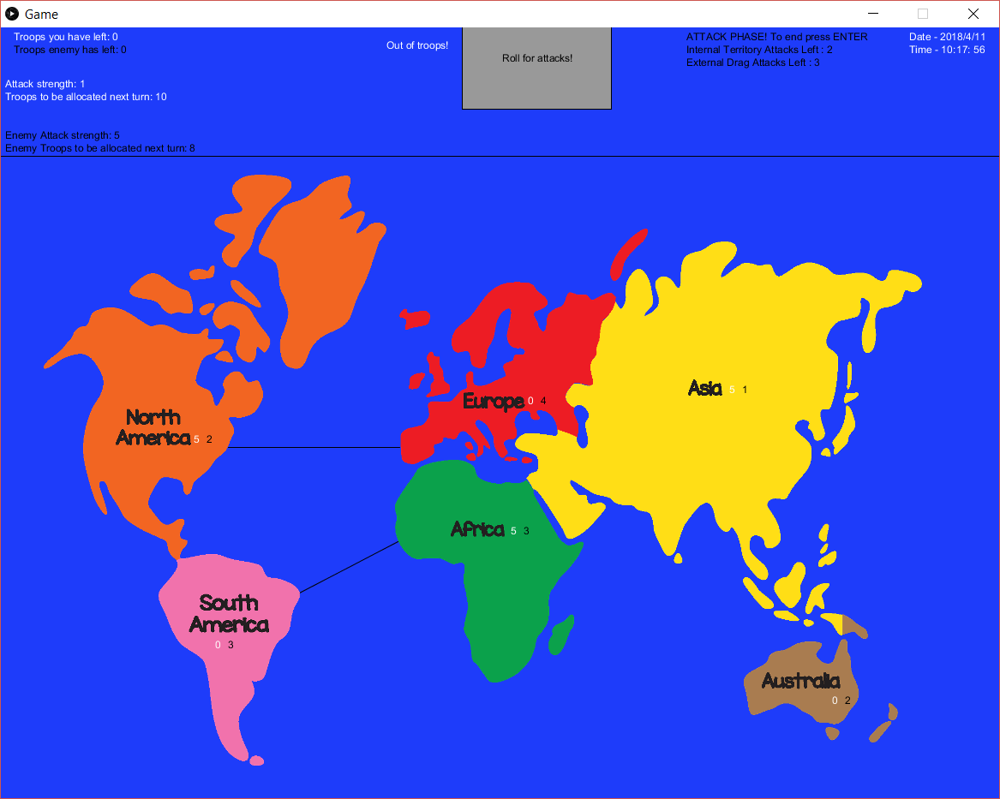 Game
Troops you have left: 0
Troops enemy has left: 0
Out of troops!
Roll for attacks!
ATTACK PHASE! To end press ENTER
Internal Territory Attacks Left : 2
External Drag Attacks Left : 3
Date - 2018/4/11
Time - 10:17: 56
Attack strength: 1
Troops to be allocated next turn: 10
Enemy Attack strength: 5
Enemy Troops to be allocated next turn: 8
Asia 5 1
Europe 0 4
North
America 5 2
Africa 5 3
South
America
0 3
Australia
0 2